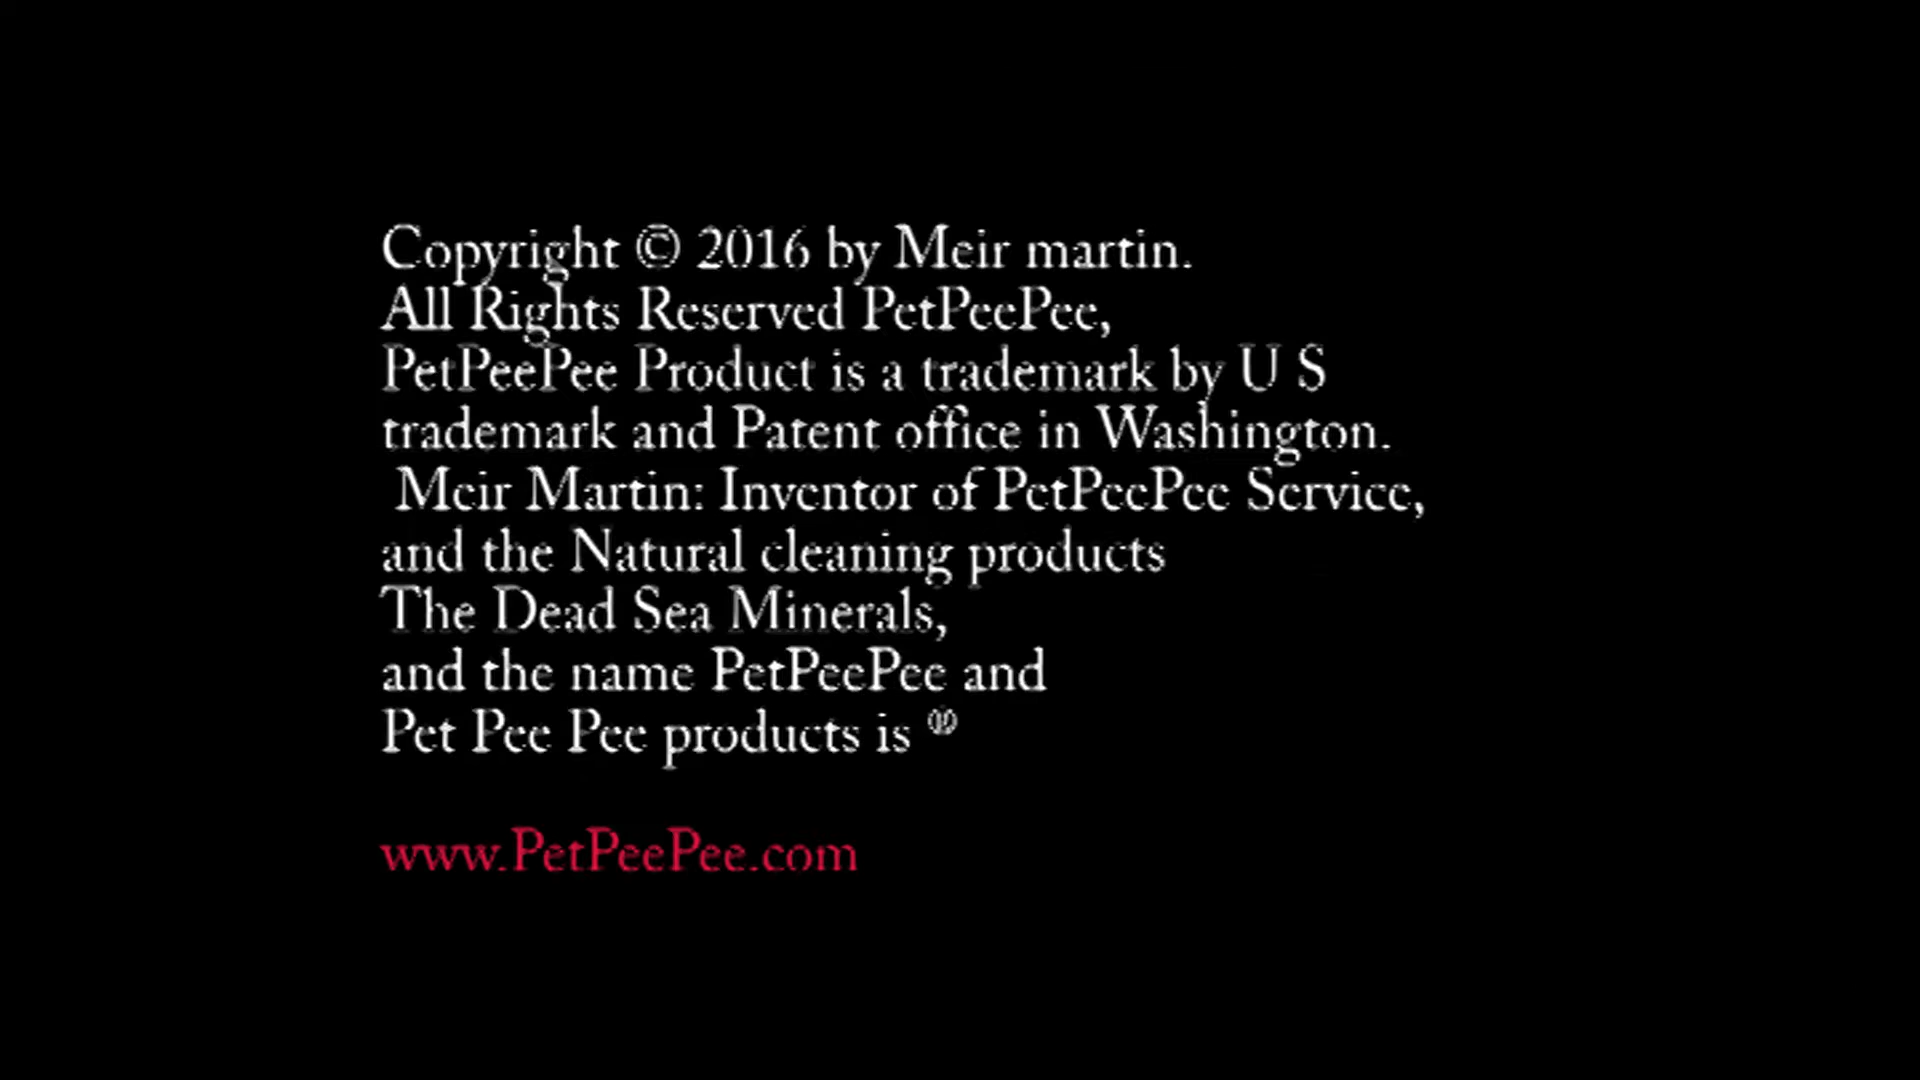 Copyright © 2016 by Meir martin.
All Rights Reserved PetPeePee,
PetPeePee Product is a trademark by U S
trademark and Patent office in Washington.
Meir Martin: Inventor of PetPeePee Service,
and the Natural cleaning products
The Dead Sea Minerals,
and the name PetPeePee and
Pet Pee Pee products is ®
www.PetPeePee.com